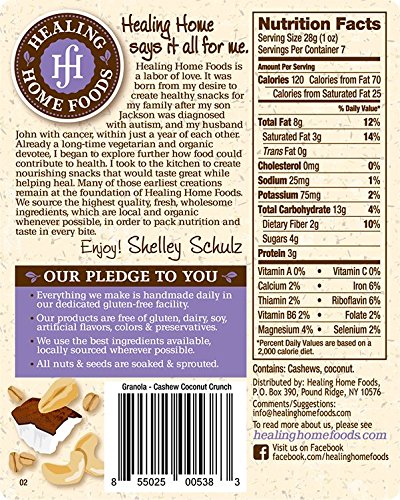 HEALING
hf
HOME FOODS
Healing Home
says it all for me.
Healing Home Foods
is a labor of love. It was
born from my desire to
create healthy snacks for
my family after my son
Jackson was diagnosed
with autism, and my husband
John with cancer, within just a year of each other.
Already a long-time vegetarian and organic
devotee, I began to explore further how food could
contribute to health. I took to the kitchen to create
nourishing snacks that would taste great while
helping heal. Many of those earliest creations
remain at the foundation of Healing Home Foods.
We source the highest quality, fresh, wholesome
ingredients, which are local and organic
whenever possible, in order to pack nutrition and
taste in every bite.
Enjoy! Shelley Schulz
OUR PLEDGE TO YOU
• Everything we make is handmade daily in
our dedicated gluten-free facility.
• Our products are free of gluten, dairy, soy,
artificial flavors, colors & preservatives.
• We use the best ingredients available,
locally sourced wherever possible.
• All nuts & seeds are soaked & sprouted.
Granola - Cashew Coconut Crunch
8 55025 00538 3
02
Nutrition Facts
Serving Size 28g (1 oz)
Servings Per Container 7
Amount Per Serving
Calories 120 Calories from Fat 70
Calories from Saturated Fat 25
% Daily Value*
Total Fat 8g 12%
Saturated Fat 3g 14%
Trans Fat 0g
Cholesterol 0mg 0%
Sodium 25mg 1%
Potassium 75mg 2%
Total Carbohydrate 13g 4%
Dietary Fiber 2g 10%
Sugars 4g
Protein 3g
Vitamin A 0% • Vitamin C 0%
Calcium 2% • Iron 6%
Thiamin 2% • Riboflavin 6%
Vitamin B6 2% • Folate 2%
Magnesium 4% • Selenium 2%
*Percent Daily Values are based on a
2,000 calorie diet.
Contains: Cashews, coconut.
Distributed by: Healing Home Foods,
P.O. Box 390, Pound Ridge, NY 10576
Comments/Suggestions:
info@healinghomefoods.com
To read more about us, please see
healinghomefoods.com
f Visit us on Facebook
facebook.com/healinghomefoods